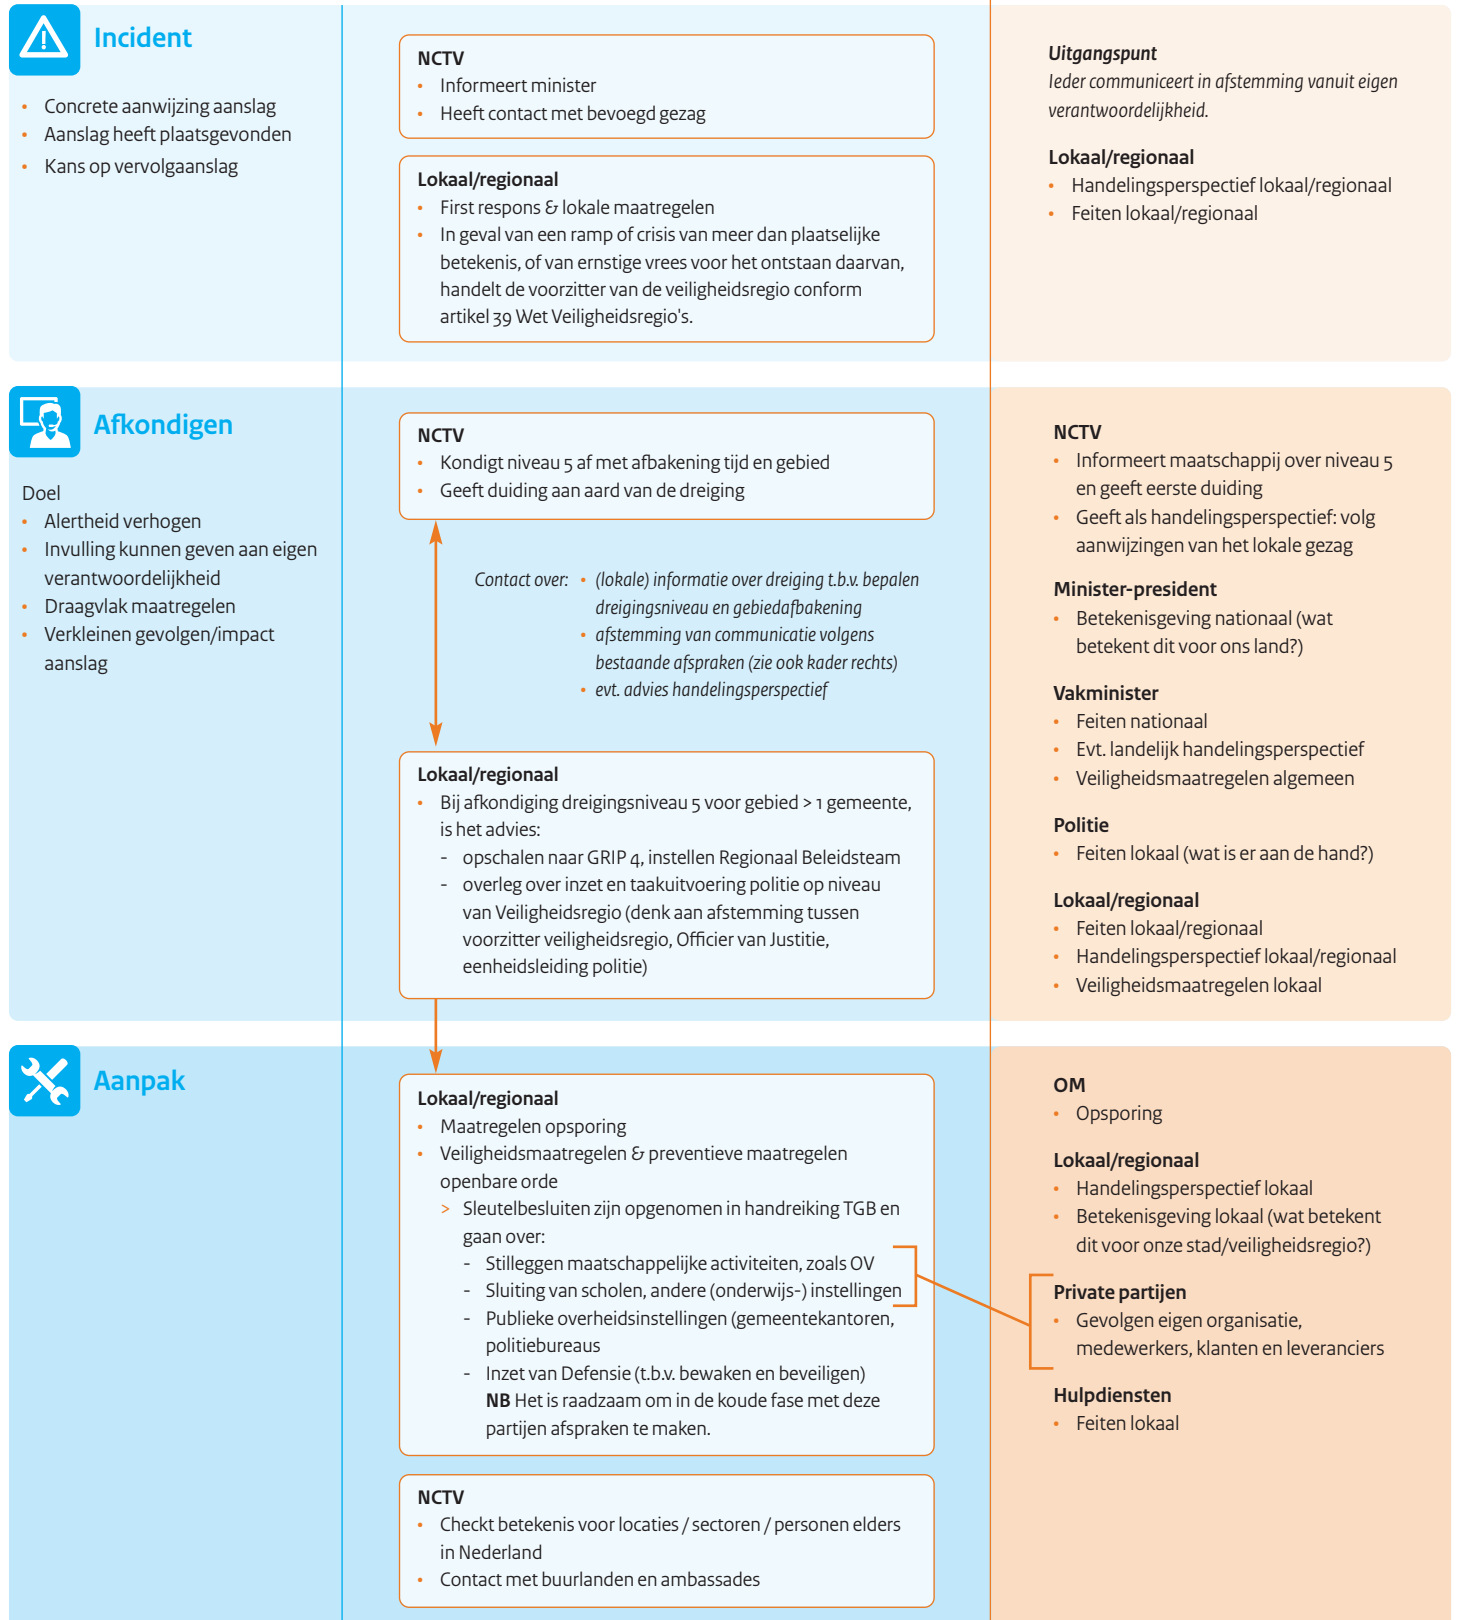 Incident
• Concrete aanwijzing aanslag
• Aanslag heeft plaatsgevonden
• Kans op vervolgaanslag
NCTV
• Informeert minister
• Heeft contact met bevoegd gezag
Lokaal/regionaal
• First respons & lokale maatregelen
• In geval van een ramp of crisis van meer dan plaatselijke
betekenis, of van ernstige vrees voor het ontstaan daarvan,
handelt de voorzitter van de veiligheidsregio conform
artikel 39 Wet Veiligheidsregio's.
Uitgangspunt
Ieder communiceert in afstemming vanuit eigen
verantwoordelijkheid.
Lokaal/regionaal
• Handelingsperspectief lokaal/regionaal
• Feiten lokaal/regionaal
Afkondigen
Doel
• Alertheid verhogen
• Invulling kunnen geven aan eigen
verantwoordelijkheid
• Draagvlak maatregelen
• Verkleinen gevolgen/impact
aanslag
NCTV
• Kondigt niveau 5 af met afbakening tijd en gebied
• Geeft duiding aan aard van de dreiging
Contact over: • (lokale) informatie over dreiging t.b.v. bepalen
dreigingsniveau en gebiedafbakening
• afstemming van communicatie volgens
bestaande afspraken (zie ook kader rechts)
• evt. advies handelingsperspectief
Lokaal/regionaal
• Bij afkondiging dreigingsniveau 5 voor gebied > 1 gemeente,
is het advies:
- opschalen naar GRIP 4, instellen Regionaal Beleidsteam
- overleg over inzet en taakuitvoering politie op niveau
van Veiligheidsregio (denk aan afstemming tussen
voorzitter veiligheidsregio, Officier van Justitie,
eenheidsleiding politie)
NCTV
• Informeert maatschappij over niveau 5
en geeft eerste duiding
• Geeft als handelingsperspectief: volg
aanwijzingen van het lokale gezag
Minister-president
• Betekenisgeving nationaal (wat
betekent dit voor ons land?)
Vakminister
• Feiten nationaal
• Evt. landelijk handelingsperspectief
• Veiligheidsmaatregelen algemeen
Politie
• Feiten lokaal (wat is er aan de hand?)
Lokaal/regionaal
• Feiten lokaal/regionaal
• Handelingsperspectief lokaal/regionaal
• Veiligheidsmaatregelen lokaal
Aanpak
Lokaal/regionaal
• Maatregelen opsporing
• Veiligheidsmaatregelen & preventieve maatregelen
openbare orde
> Sleutelbesluiten zijn opgenomen in handreiking TGB en
gaan over:
- Stilleggen maatschappelijke activiteiten, zoals OV
- Sluiting van scholen, andere (onderwijs-) instellingen
- Publieke overheidsinstellingen (gemeentekantoren,
politiebureaus
- Inzet van Defensie (t.b.v. bewaken en beveiligen)
NB Het is raadzaam om in de koude fase met deze
partijen afspraken te maken.
NCTV
• Checkt betekenis voor locaties / sectoren / personen elders
in Nederland
• Contact met buurlanden en ambassades
OM
• Opsporing
Lokaal/regionaal
• Handelingsperspectief lokaal
• Betekenisgeving lokaal (wat betekent
dit voor onze stad/veiligheidsregio?)
Private partijen
• Gevolgen eigen organisatie,
medewerkers, klanten en leveranciers
Hulpdiensten
• Feiten lokaal